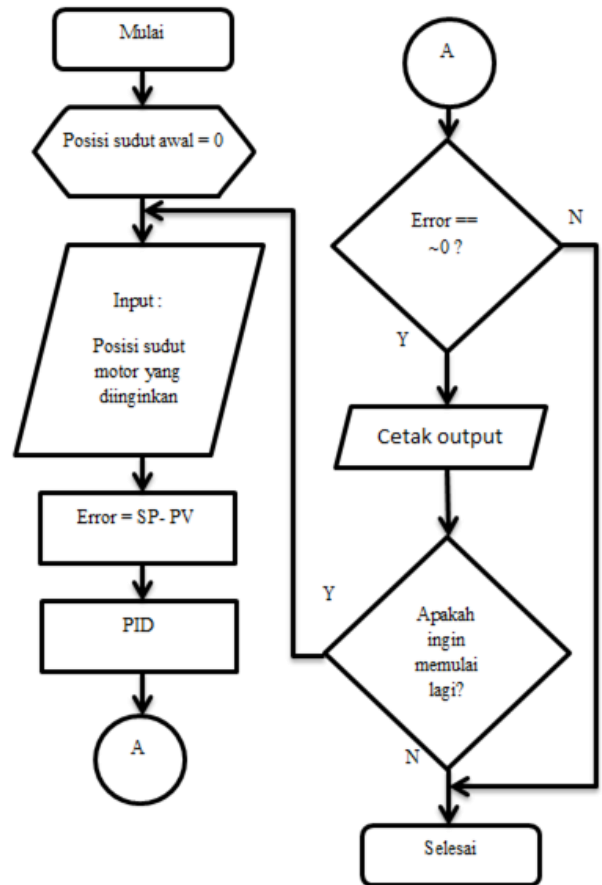 Mulai
Posisi sudut awal = 0
Input :
Posisi sudut
motor yang
diinginkan
Error = SP- PV
PID
A
A
Error ==
~0 ?
N
Y
Cetak output
Apakah
ingin
memulai
lagi?
Y
N
Selesai